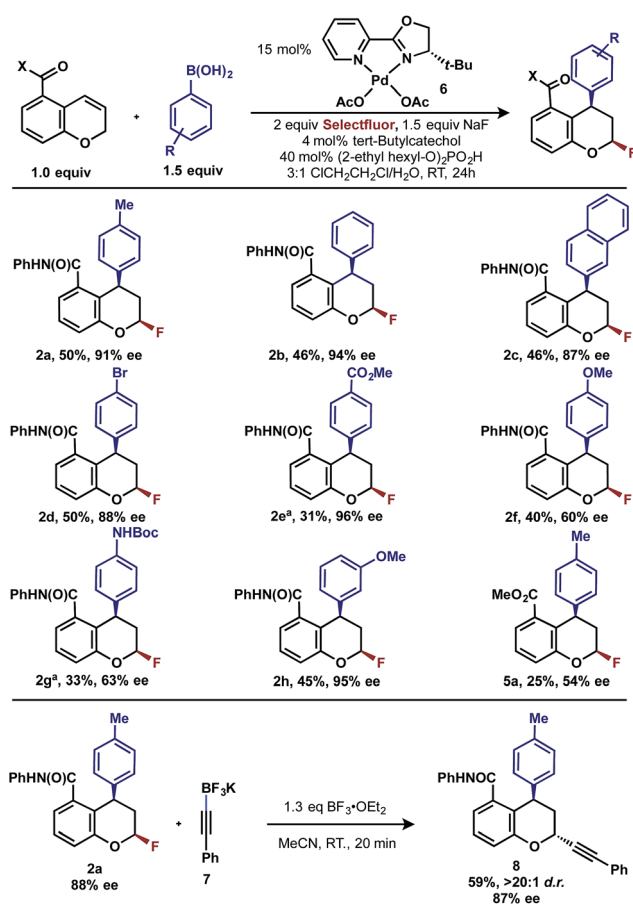 X O
C
O
1.0 equiv
+
B(OH)2
R
1.5 equiv
15 mol%
O
N N
t-Bu
Pd
AcO OAc
6
2 equiv Selectfluor, 1.5 equiv NaF
4 mol% tert-Butylcatechol
40 mol% (2-ethyl hexyl-O)2PO2H
3:1 ClCH2CH2Cl/H2O, RT, 24h
R
X O
C
O F
Me
PhHN(O)C
O F
2a, 50%, 91% ee
PhHN(O)C
O F
2b, 46%, 94% ee
PhHN(O)C
O F
2c, 46%, 87% ee
Br
PhHN(O)C
O F
2d, 50%, 88% ee
CO2Me
PhHN(O)C
O F
2eª, 31%, 96% ee
OMe
PhHN(O)C
O F
2f, 40%, 60% ee
NHBoc
PhHN(O)C
O F
2gª, 33%, 63% ee
OMe
PhHN(O)C
O F
2h, 45%, 95% ee
Me
MeO2C
O F
5a, 25%, 54% ee
Me
PhHN(O)C
O F
2a
88% ee
+
BF3K
Ph
7
1.3 eq BF3•OEt2
MeCN, RT., 20 min
Me
PhHNOC
O
Ph
8
59%, >20:1 d.r.
87% ee